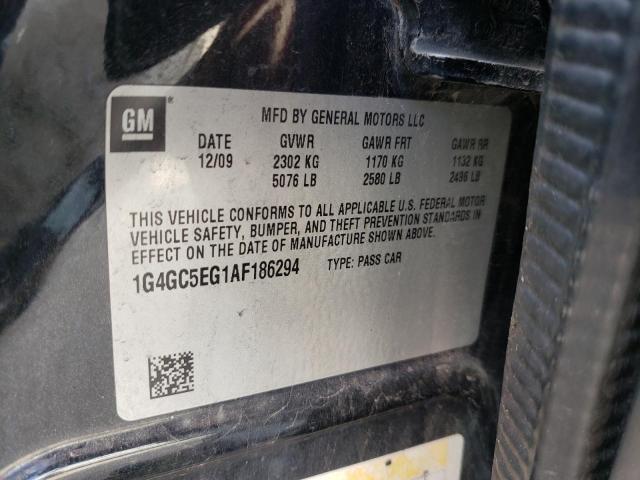 GM
MFD BY GENERAL MOTORS LLC
DATE GVWR GAWR FRT GAWR RR
12/09 2302 KG 1170 KG 1132 KG
5076 LB 2580 LB 2496 LB
THIS VEHICLE CONFORMS TO ALL APPLICABLE U.S. FEDERAL MOTOR
VEHICLE SAFETY, BUMPER, AND THEFT PREVENTION STANDARDS IN
EFFECT ON THE DATE OF MANUFACTURE SHOWN ABOVE.
1G4GC5EG1AF186294 TYPE: PASS CAR